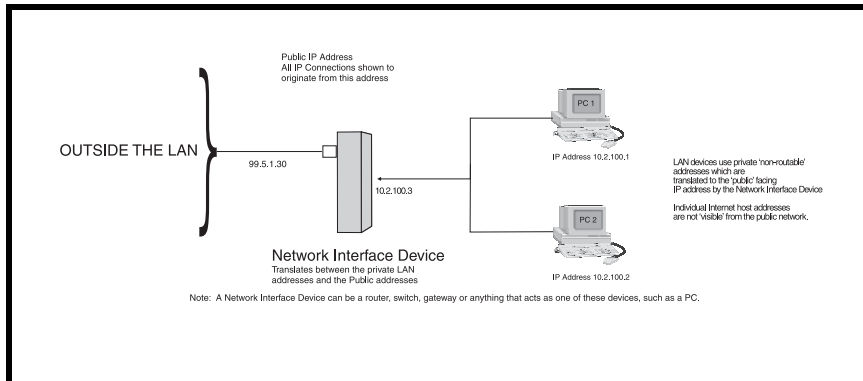 Public IP Address
All IP Connections shown to
originate from this address
OUTSIDE THE LAN
99.5.1.30
10.2.100.3
PC 1
IP Address 10.2.100.1
LAN devices use private 'non-routable'
addresses which are
translated to the 'public' facing
IP address by the Network Interface Device
Individual Internet host addresses
are not 'visible' from the public network.
PC 2
IP Address 10.2.100.2
Network Interface Device
Translates between the private LAN
addresses and the Public addresses
Note: A Network Interface Device can be a router, switch, gateway or anything that acts as one of these devices, such as a PC.